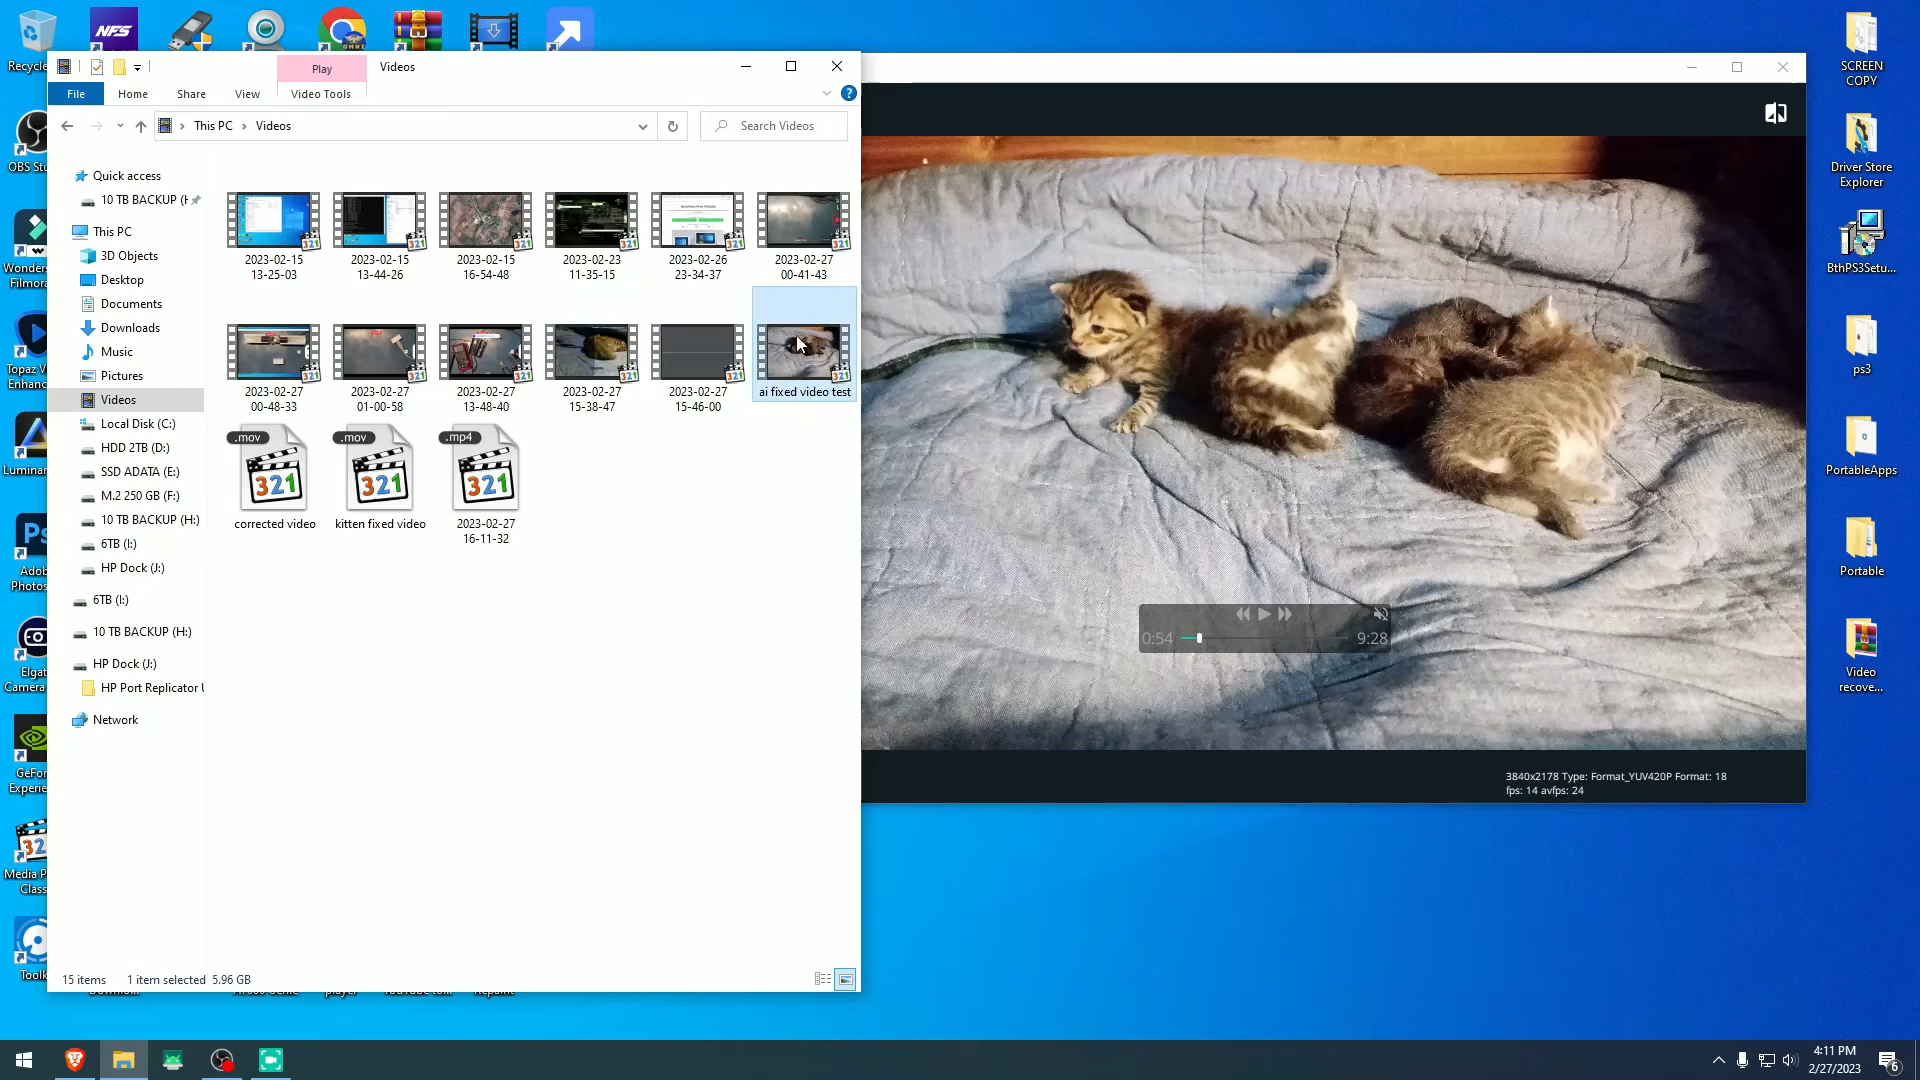 NFS
OMNI
Recycle
OBS Stu
Wonders
Filmora
Topaz V
Enhanc
Luminar
Ps
Adob
Photos
Elgat
Camera
GeFor
Experie
Media P
Class
Toolk
Play
Videos
File
Home
Share
View
Video Tools
This PC
Videos
Search Videos
Quick access
10 TB BACKUP (H
This PC
3D Objects
Desktop
Documents
Downloads
Music
Pictures
Videos
Local Disk (C:)
HDD 2TB (D:)
SSD ADATA (E:)
M.2 250 GB (F:)
10 TB BACKUP (H:)
6TB (I:)
HP Dock (J:)
6TB (I:)
10 TB BACKUP (H:)
HP Dock (J:)
HP Port Replicator U
Network
2023-02-15
13-25-03
2023-02-15
13-44-26
2023-02-15
16-54-48
2023-02-23
11-35-15
2023-02-26
23-34-37
2023-02-27
00-41-43
2023-02-27
00-48-33
2023-02-27
01-00-58
2023-02-27
13-48-40
2023-02-27
15-38-47
2023-02-27
15-46-00
ai fixed video test
.mov
321
corrected video
.mov
321
kitten fixed video
.mp4
321
2023-02-27
16-11-32
15 items
1 item selected 5.96 GB
0:54
9:28
3840x2178 Type: Format_YUV420P Format: 18
fps: 14 avfps: 24
SCREEN
COPY
Driver Store
Explorer
BthPS3Setu...
ps3
PortableApps
Portable
Video
recove...
4:11 PM
2/27/2023
6